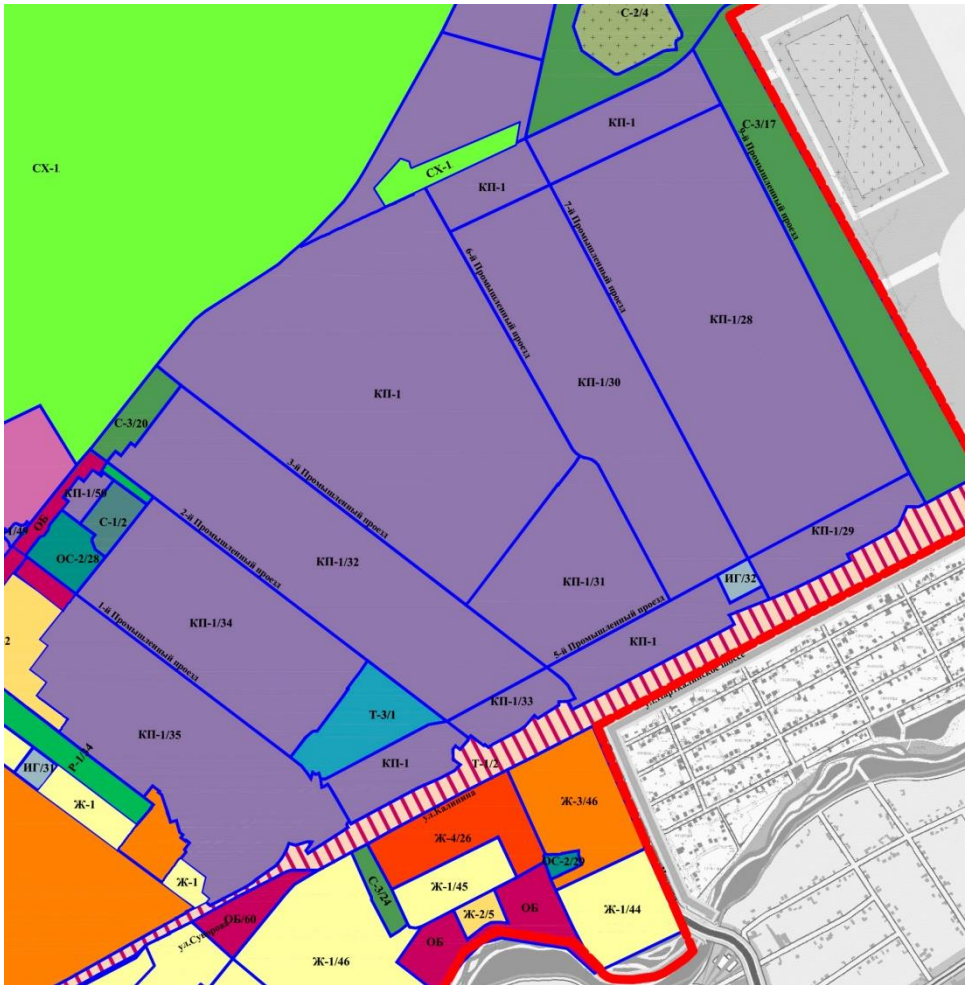 С-2/4
КП-1
С-3/17
9-й Промышленный проезд
СХ-1
СХ-1
КП-1
7-й Промышленный проезд
6-й Промышленный проезд
КП-1/28
КП-1/30
КП-1
С-3/20
3-й Промышленный проезд
КП-1/50
ОБ
С-1/2
2-й Промышленный проезд
КП-1/29
ОС-2/28
КП-1/32
КП-1/31
ИГ/32
1-й Промышленный проезд
КП-1/34
5-й Промышленный проезд
КП-1
КП-1/33
Т-3/1
КП-1/35
КП-1
Т-1/2
ИГ/31
Ж-1
ул.Калинина
Ж-3/46
Ж-4/26
ОС-2/29
Ж-1
С-3/24
Ж-1/45
Ж-2/5
ОБ
Ж-1/44
ОБ/60
ул.Суворова
ОБ
Ж-1/46